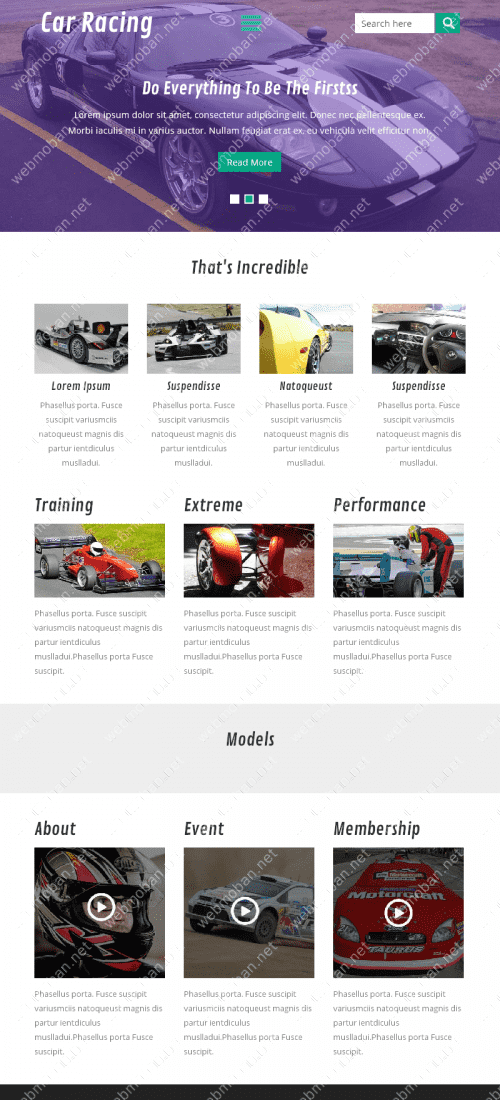 Car Racing
Search here
Do Everything To Be The Firstss
Lorem ipsum dolor sit amet, consectetur adipiscing elit. Donec nec pellentesque ex.
Morbi iaculis mi in varius auctor. Nullam feugiat erat ex, eu vehicula velit efficitur non.
Read More
That's Incredible
Lorem Ipsum
Phasellus porta. Fusce
suscipit variusmciis
natoqueust magnis dis
partur ientdiculus
muslladui.
Suspendisse
Phasellus porta. Fusce
suscipit variusmciis
natoqueust magnis dis
partur ientdiculus
muslladui.
Natoqueust
Phasellus porta. Fusce
suscipit variusmciis
natoqueust magnis dis
partur ientdiculus
muslladui.
Suspendisse
Phasellus porta. Fusce
suscipit variusmciis
natoqueust magnis dis
partur ientdiculus
muslladui.
Training
Phasellus porta. Fusce suscipit
variusmciis natoqueust magnis dis
partur ientdiculus
muslladui.Phasellus porta Fusce
suscipit.
Extreme
Phasellus porta. Fusce suscipit
variusmciis natoqueust magnis dis
partur ientdiculus
muslladui.Phasellus porta Fusce
suscipit.
Performance
Phasellus porta. Fusce suscipit
variusmciis natoqueust magnis dis
partur ientdiculus
muslladui.Phasellus porta Fusce
suscipit.
Models
About
Phasellus porta. Fusce suscipit
variusmciis natoqueust magnis dis
partur ientdiculus
muslladui.Phasellus porta Fusce
suscipit.
Event
Phasellus porta. Fusce suscipit
variusmciis natoqueust magnis dis
partur ientdiculus
muslladui.Phasellus porta Fusce
suscipit.
Membership
Motorcraft
TAURUS
Phasellus porta. Fusce suscipit
variusmciis natoqueust magnis dis
partur ientdiculus
muslladui.Phasellus porta Fusce
suscipit.
webmoban.net